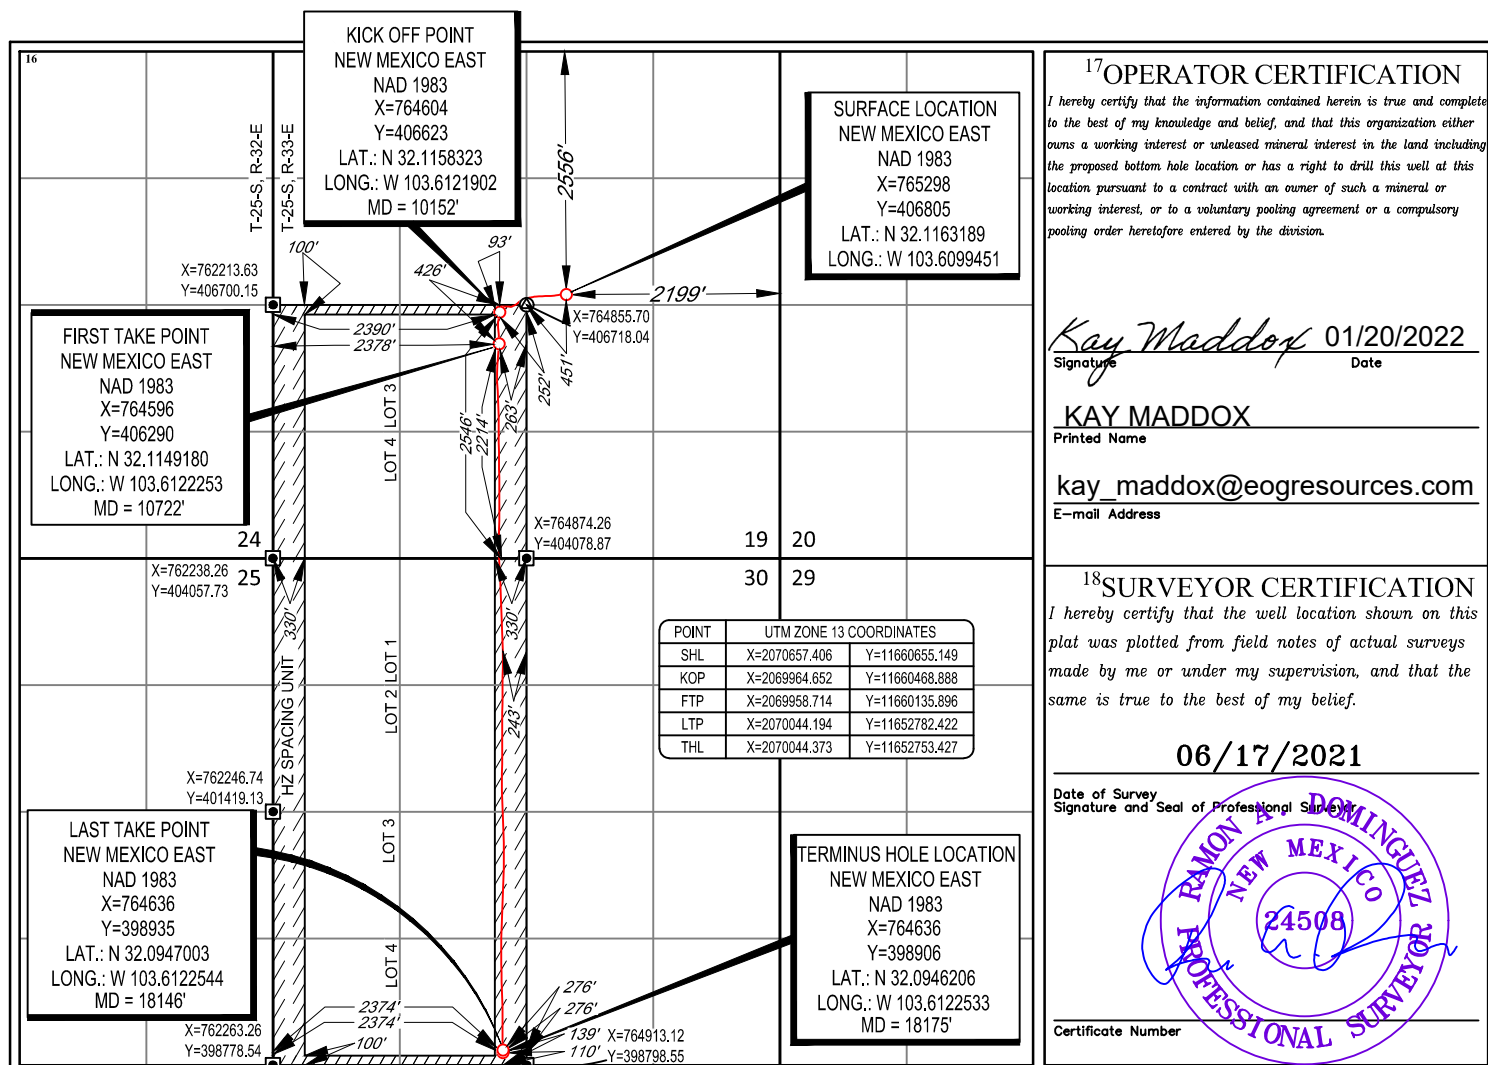 16
KICK OFF POINT
NEW MEXICO EAST
NAD 1983
X=764604
Y=406623
LAT.: N 32.1158323
LONG.: W 103.6121902
MD = 10152'
SURFACE LOCATION
NEW MEXICO EAST
NAD 1983
X=765298
Y=406805
LAT.: N 32.1163189
LONG.: W 103.6099451
T-25-S, R-32-E
T-25-S, R-33-E
2556'
100'
93'
426'
X=762213.63
Y=406700.15
2199'
2390'
2378'
X=764855.70
Y=406718.04
FIRST TAKE POINT
NEW MEXICO EAST
NAD 1983
X=764596
Y=406290
LAT.: N 32.1149180
LONG.: W 103.6122253
MD = 10722'
LOT 4 LOT 3
2546'
2214'
263'
252'
451'
24
19 20
X=764874.26
Y=404078.87
25
30 29
X=762238.26
Y=404057.73
330'
330'
HZ SPACING UNIT
LOT 2 LOT 1
243'
POINT UTM ZONE 13 COORDINATES
SHL X=2070657.406 Y=11660655.149
KOP X=2069964.652 Y=11660468.888
FTP X=2069958.714 Y=11660135.896
LTP X=2070044.194 Y=11652782.422
THL X=2070044.373 Y=11652753.427
X=762246.74
Y=401419.13
LAST TAKE POINT
NEW MEXICO EAST
NAD 1983
X=764636
Y=398935
LAT.: N 32.0947003
LONG.: W 103.6122544
MD = 18146'
LOT 3
LOT 4
TERMINUS HOLE LOCATION
NEW MEXICO EAST
NAD 1983
X=764636
Y=398906
LAT.: N 32.0946206
LONG.: W 103.6122533
MD = 18175'
X=762263.26
Y=398778.54
2374'
2374'
100'
276'
276'
139'
110'
X=764913.12
Y=398798.55
17OPERATOR CERTIFICATION
I hereby certify that the information contained herein is true and complete
to the best of my knowledge and belief, and that this organization either
owns a working interest or unleased mineral interest in the land including
the proposed bottom hole location or has a right to drill this well at this
location pursuant to a contract with an owner of such a mineral or
working interest, or to a voluntary pooling agreement or a compulsory
pooling order heretofore entered by the division.
Kay Maddox 01/20/2022
Signature Date
KAY MADDOX
Printed Name
kay_maddox@eogresources.com
E-mail Address
18SURVEYOR CERTIFICATION
I hereby certify that the well location shown on this
plat was plotted from field notes of actual surveys
made by me or under my supervision, and that the
same is true to the best of my belief.
06/17/2021
Date of Survey
Signature and Seal of Professional Surveyor:
RAMON A. DOMINGUEZ
NEW MEXICO
24508
PROFESSIONAL SURVEYOR
Certificate Number